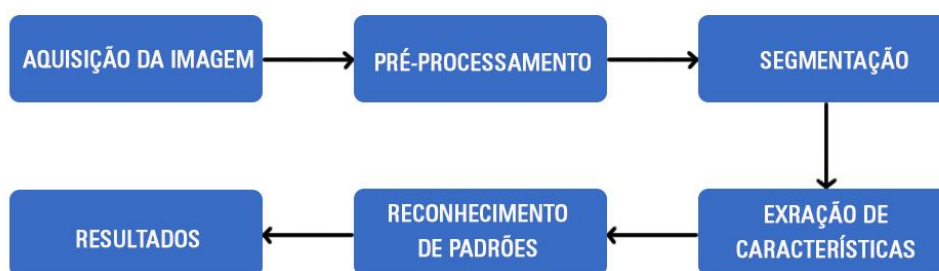 AQUISIÇÃO DA IMAGEM
PRÉ-PROCESSAMENTO
SEGMENTAÇÃO
EXRAÇÃO DE
CARACTERÍSTICAS
RECONHECIMENTO
DE PADRÕES
RESULTADOS